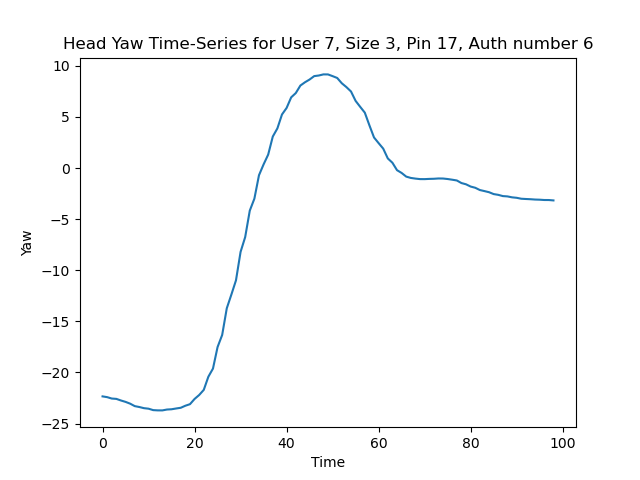 Head Yaw Time-Series for User 7, Size 3, Pin 17, Auth number 6
10
5
0
−5
−10
−15
−20
−25
Yaw
0 20 40 60 80 100
Time